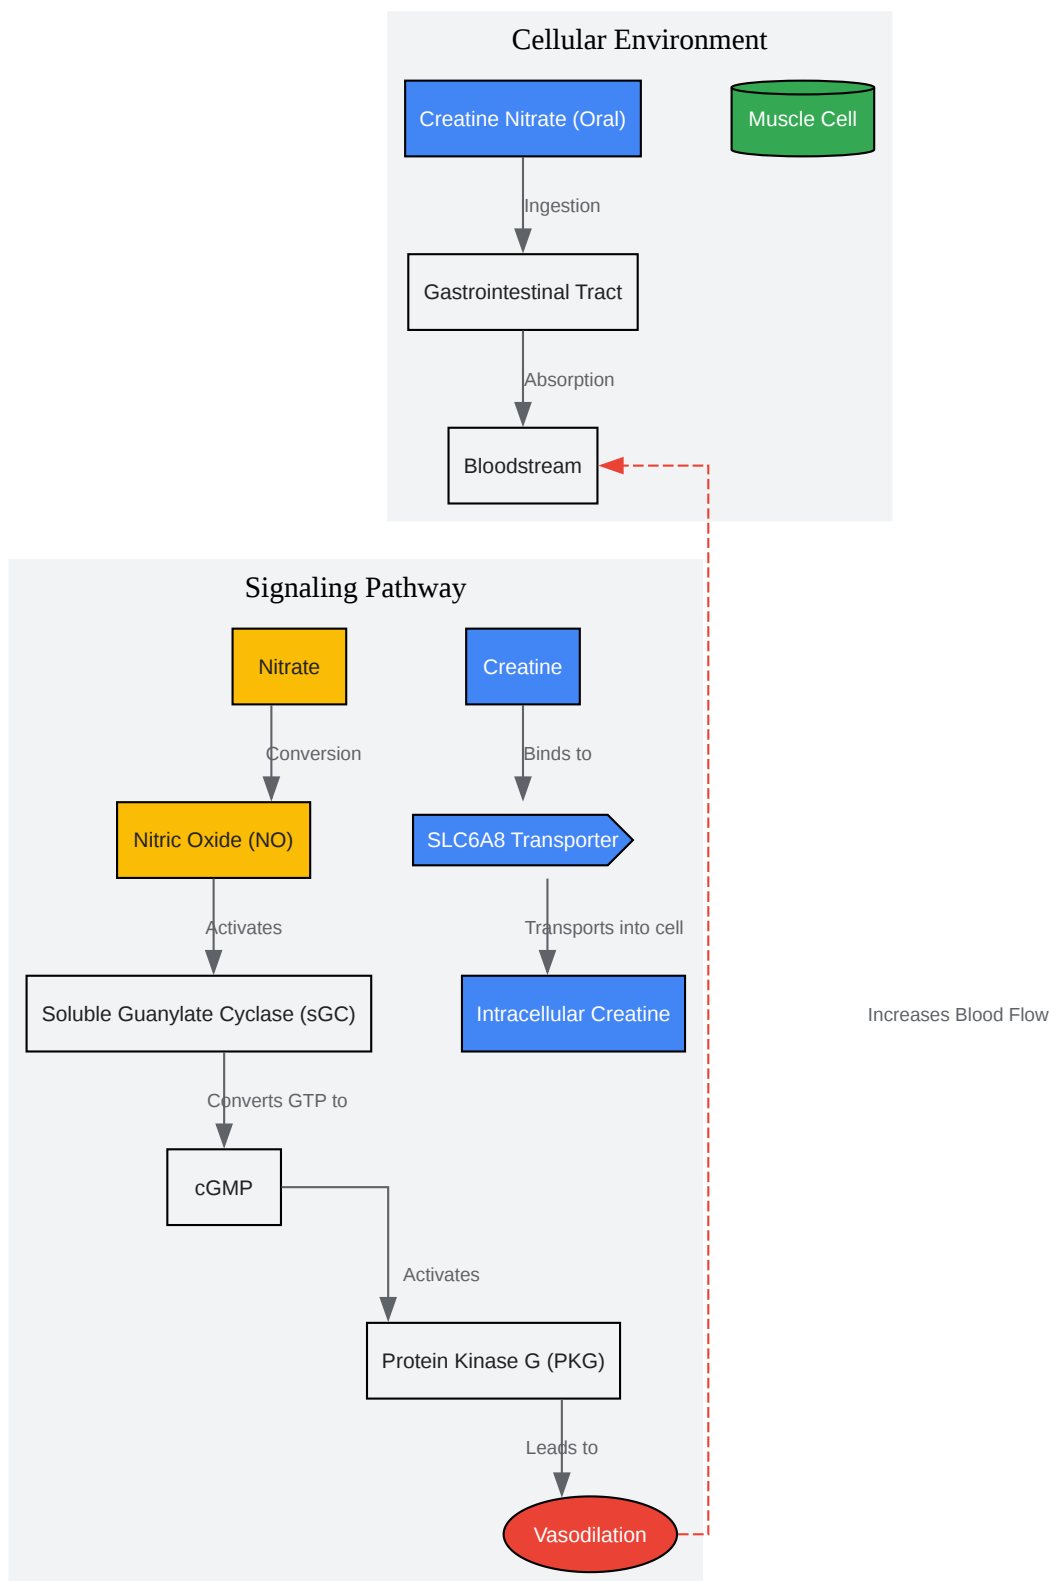 Cellular Environment
Creatine Nitrate (Oral)
Muscle Cell
Ingestion
Gastrointestinal Tract
Absorption
Bloodstream
Signaling Pathway
Nitrate
Creatine
Conversion
Binds to
Nitric Oxide (NO)
SLC6A8 Transporter
Activates
Transports into cell
Soluble Guanylate Cyclase (sGC)
Intracellular Creatine
Increases Blood Flow
Converts GTP to
cGMP
Activates
Protein Kinase G (PKG)
Leads to
Vasodilation